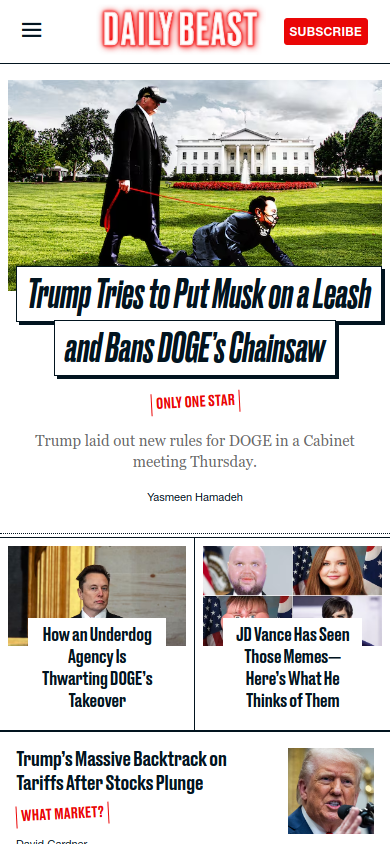 DAILY BEAST
SUBSCRIBE
Trump Tries to Put Musk on a Leash
and Bans DOGE's Chainsaw
ONLY ONE STAR
Trump laid out new rules for DOGE in a Cabinet
meeting Thursday.
Yasmeen Hamadeh
How an Underdog
Agency Is
Thwarting DOGE's
Takeover
JD Vance Has Seen
Those Memes—
Here's What He
Thinks of Them
Trump's Massive Backtrack on
Tariffs After Stocks Plunge
WHAT MARKET?
David Gardner